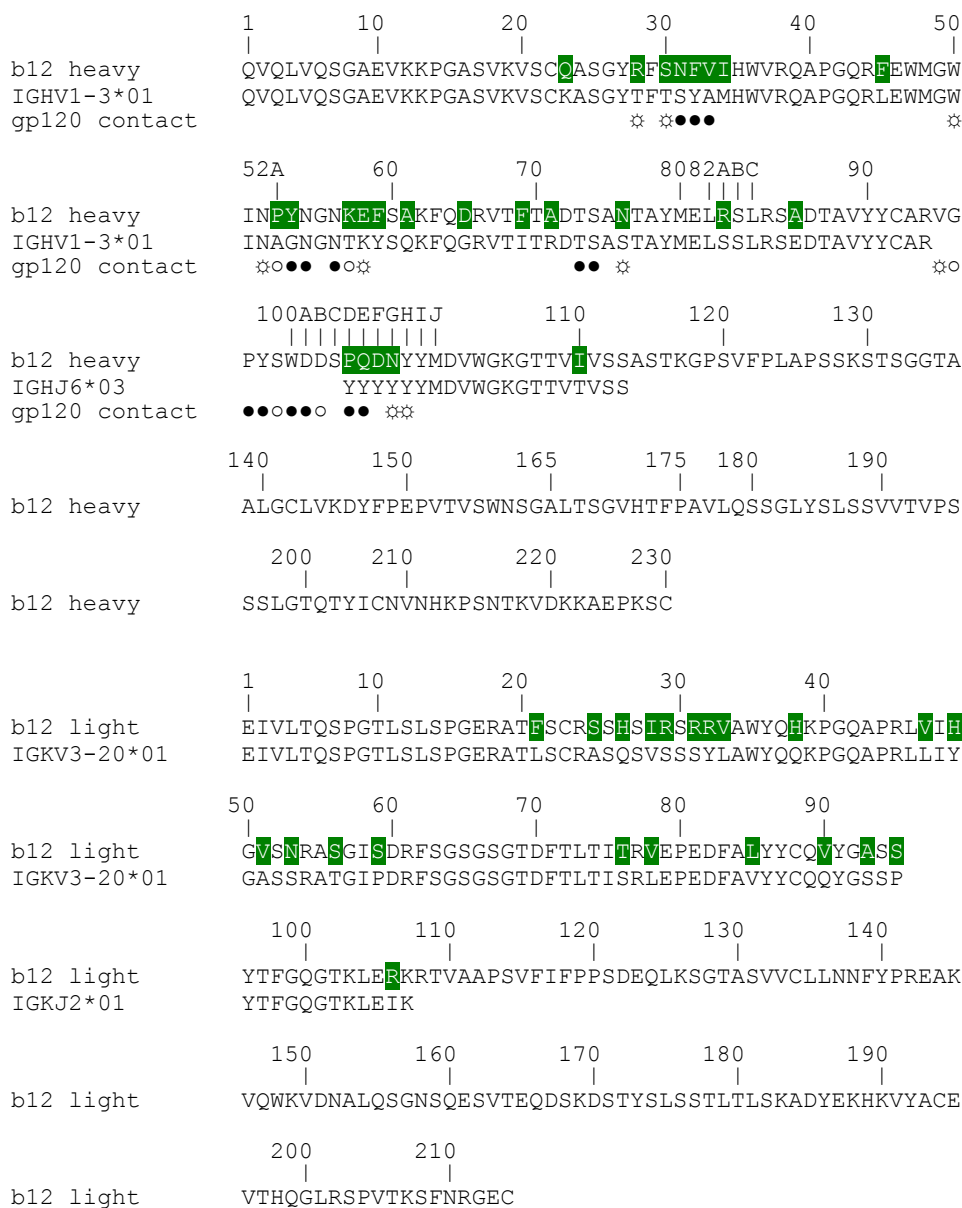 1 10 20 30 40 50
| | | | | |
b12 heavy QVQLVQSGAEVKKPGASVKVSCQASGYRFSNFVIHWVRQAPGQRFEWMGW
IGHV1-3*01 QVQLVQSGAEVKKPGASVKVSCKASGYTFTSYAMHWVRQAPGQRLEWMGW
gp120 contact ☼ ☼●●● ☼
52A 60 70 8082ABC 90
| | | | |||| |
b12 heavy INPYNGNKEFSAKFQDRVTFTADTSANTAYMELRSLRSADTAVYYCARVG
IGHV1-3*01 INAGNGNTKYSQKFQGRVTITRDTSASTAYMELSSLRSEDTAVYYCAR
gp120 contact ☼○●● ●○☼ ●● ☼ ☼○
100ABCDEFGHIJ 110 120 130
||||||||||| | | |
b12 heavy PYSWDDSPQDNYYMDVWGKGTTVIVSSASTKGPSVFPLAPSSKSTSGGTA
IGHJ6*03 YYYYYYMDVWGKGTTVTVSS
gp120 contact ●●○●●○ ●● ☼☼
140 150 165 175 180 190
| | | | | |
b12 heavy ALGCLVKDYFPEPVTVSWNSGALTSGVHTFPAVLQSSGLYSLSSVVTVPS
200 210 220 230
| | | |
b12 heavy SSLGTQTYICNVNHKPSNTKVDKKAEPKSC
1 10 20 30 40
| | | | |
b12 light EIVLTQSPGTLSLSPGERATFSCRSSHSIRSRRVAWYQHKPGQAPRLVIH
IGKV3-20*01 EIVLTQSPGTLSLSPGERATLSCRASQSVSSSYLAWYQQKPGQAPRLLIY
50 60 70 80 90
| | | | |
b12 light GVSNRASGISDRFSGSGSGTDFTLTITRVEPEDFALYYCQVYGASS
IGKV3-20*01 GASSRATGIPDRFSGSGSGTDFTLTISRLEPEDFAVYYCQQYGSSP
100 110 120 130 140
| | | | |
b12 light YTFGQGTKLERKRTVAAPSVFIFPPSDEQLKSGTASVVCLLNNFYPREAK
IGKJ2*01 YTFGQGTKLEIK
150 160 170 180 190
| | | | |
b12 light VQWKVDNALQSGNSQESVTEQDSKDSTYSLSSTLTLSKADYEKHKVYACE
200 210
| |
b12 light VTHQGLRSPVTKSFNRGEC